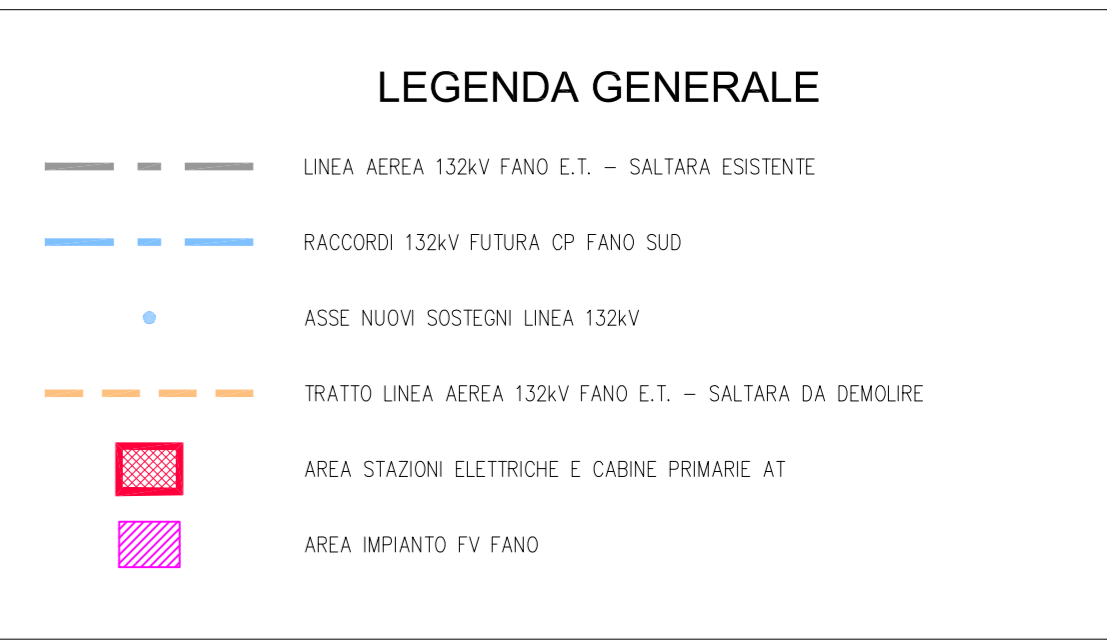 LEGENDA GENERALE
LINEA AEREA 132kV FANO E.T. – SALTARA ESISTENTE
RACCORDI 132kV FUTURA CP FANO SUD
ASSE NUOVI SOSTEGNI LINEA 132kV
TRATTO LINEA AEREA 132kV FANO E.T. – SALTARA DA DEMOLIRE
AREA STAZIONI ELETTRICHE E CABINE PRIMARIE AT
AREA IMPIANTO FV FANO